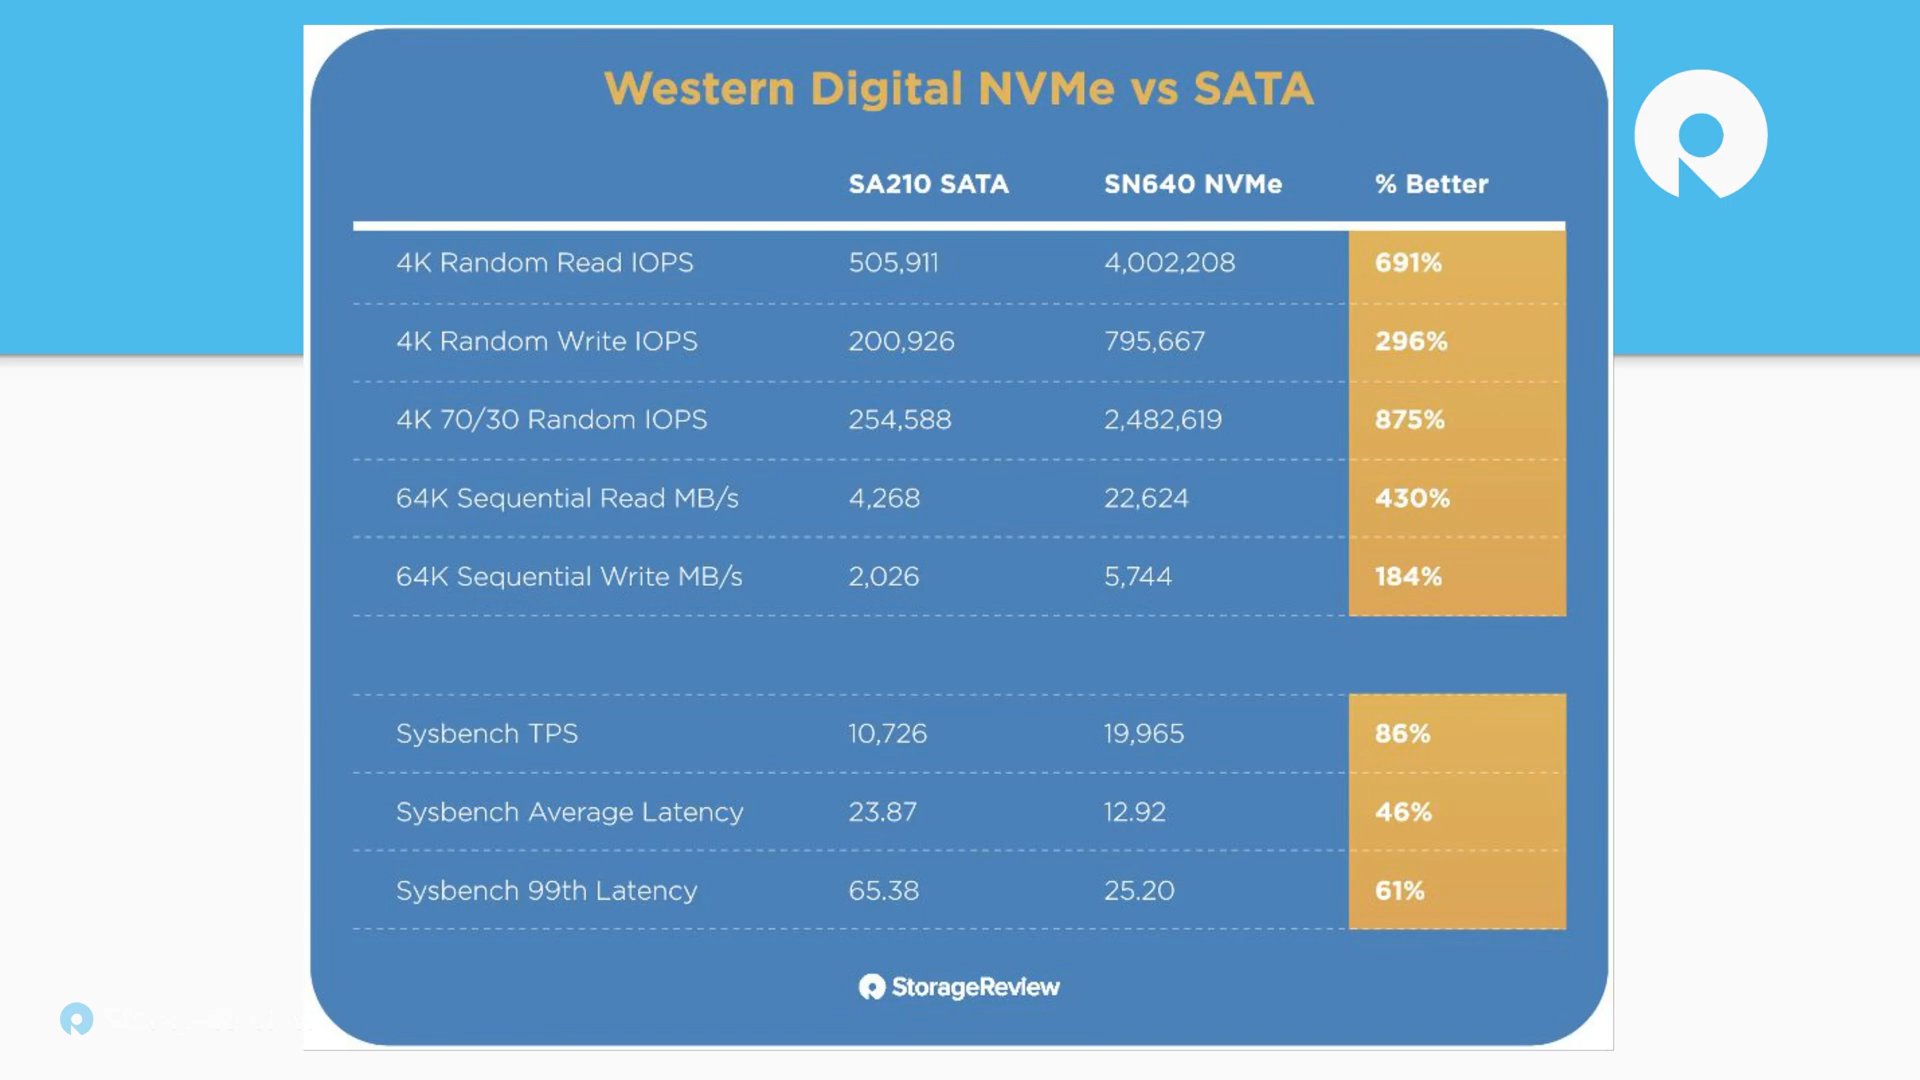 Western Digital NVMe vs SATA
SA210 SATA SN640 NVMe % Better
4K Random Read IOPS 505,911 4,002,208 691%
4K Random Write IOPS 200,926 795,667 296%
4K 70/30 Random IOPS 254,588 2,482,619 875%
64K Sequential Read MB/s 4,268 22,624 430%
64K Sequential Write MB/s 2,026 5,744 184%
Sysbench TPS 10,726 19,965 86%
Sysbench Average Latency 23.87 12.92 46%
Sysbench 99th Latency 65.38 25.20 61%
StorageReview